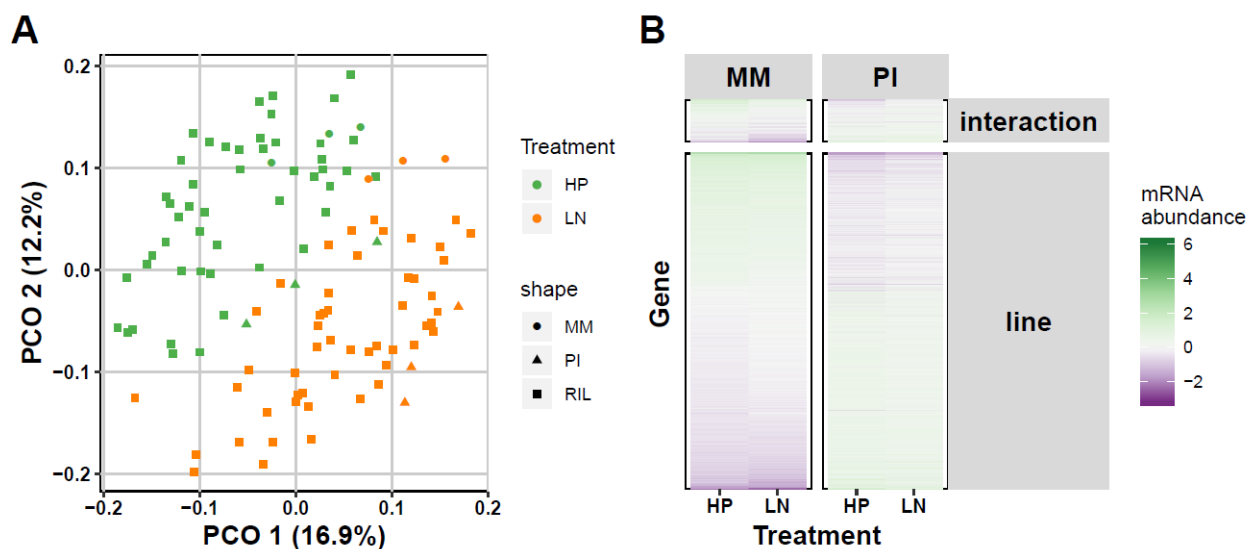 A
B
0.2
0.1
0.0
−0.1
−0.2
−0.2
−0.1
0.0
0.1
0.2
PCO 1 (16.9%)
PCO 2 (12.2%)
Treatment
HP
LN
shape
MM
PI
RIL
MM
PI
interaction
line
Gene
HP
LN
HP
LN
Treatment
mRNA
abundance
6
4
2
0
−2